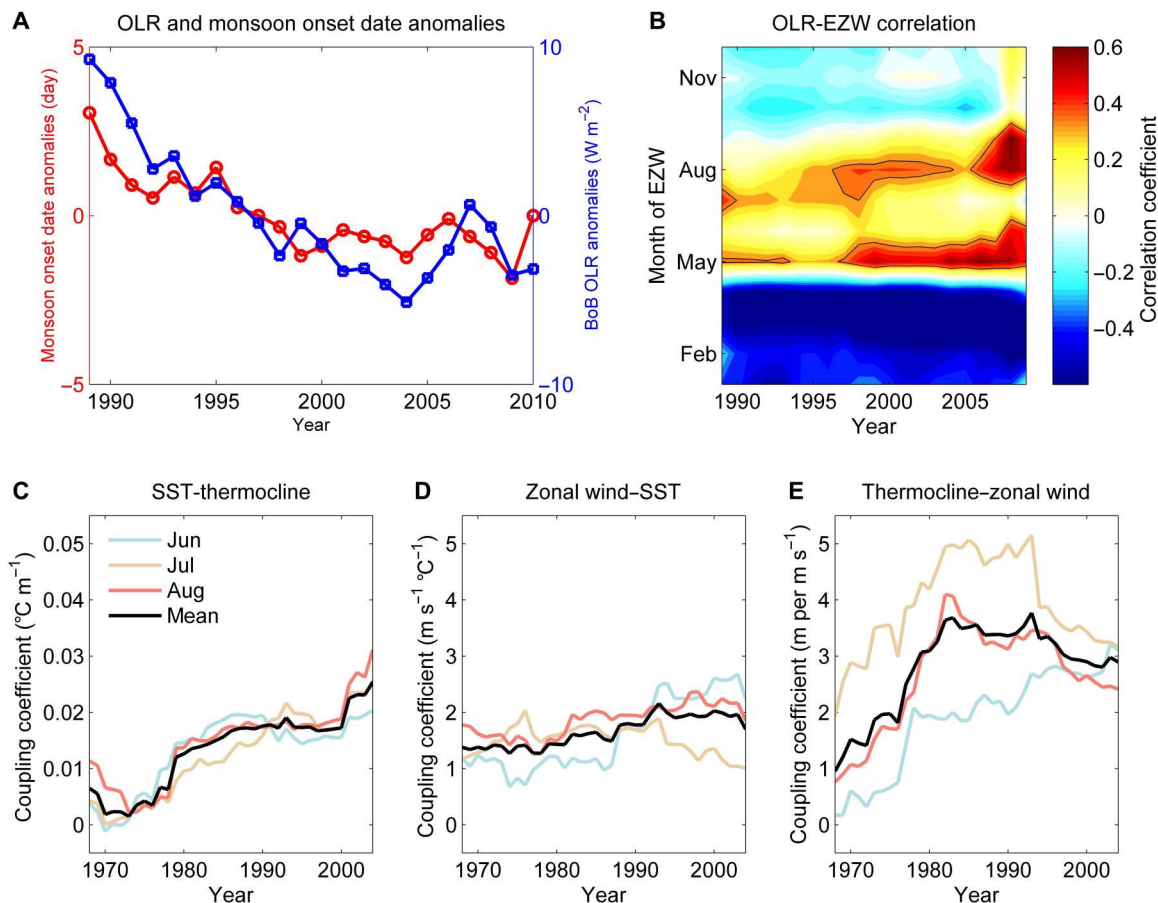 A
OLR and monsoon onset date anomalies
5
0
−5
Monsoon onset date anomalies (day)
10
0
−10
BoB OLR anomalies (W m−2)
1990 1995 2000 2005 2010
Year
B
OLR-EZW correlation
Nov
Aug
May
Feb
Month of EZW
1990 1995 2000 2005
Year
0.6
0.4
0.2
0
−0.2
−0.4
Correlation coefficient
C
SST-thermocline
0.05
0.04
0.03
0.02
0.01
0
Coupling coefficient (°C m−1)
Jun
Jul
Aug
Mean
1970 1980 1990 2000
Year
D
Zonal wind–SST
5
4
3
2
1
0
Coupling coefficient (m s−1 °C−1)
1970 1980 1990 2000
Year
E
Thermocline–zonal wind
5
4
3
2
1
0
Coupling coefficient (m per m s−1)
1970 1980 1990 2000
Year